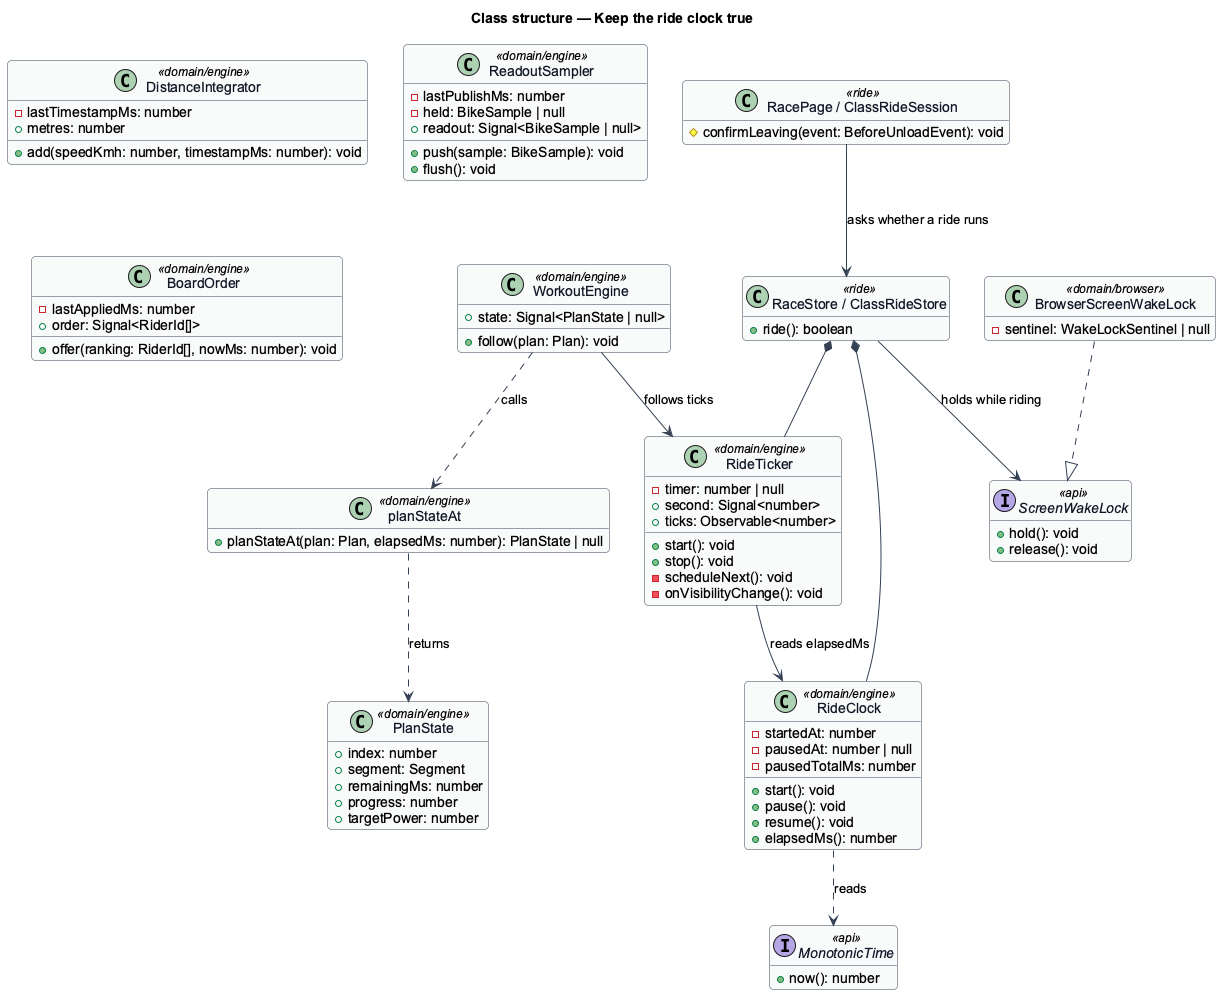 Class structure — Keep the ride clock true
«domain/engine»
DistanceIntegrator
lastTimestampMs: number
metres: number
add(speedKmh: number, timestampMs: number): void
«domain/engine»
ReadoutSampler
lastPublishMs: number
held: BikeSample | null
readout: Signal<BikeSample | null>
push(sample: BikeSample): void
flush(): void
«ride»
RacePage / ClassRideSession
confirmLeaving(event: BeforeUnloadEvent): void
asks whether a ride runs
«domain/engine»
BoardOrder
lastAppliedMs: number
order: Signal<RiderId[]>
offer(ranking: RiderId[], nowMs: number): void
«domain/engine»
WorkoutEngine
state: Signal<PlanState | null>
follow(plan: Plan): void
«ride»
RaceStore / ClassRideStore
ride(): boolean
«domain/browser»
BrowserScreenWakeLock
sentinel: WakeLockSentinel | null
calls
follows ticks
holds while riding
«domain/engine»
planStateAt
planStateAt(plan: Plan, elapsedMs: number): PlanState | null
«domain/engine»
RideTicker
timer: number | null
second: Signal<number>
ticks: Observable<number>
start(): void
stop(): void
scheduleNext(): void
onVisibilityChange(): void
«api»
ScreenWakeLock
hold(): void
release(): void
returns
reads elapsedMs
«domain/engine»
PlanState
index: number
segment: Segment
remainingMs: number
progress: number
targetPower: number
«domain/engine»
RideClock
startedAt: number
pausedAt: number | null
pausedTotalMs: number
start(): void
pause(): void
resume(): void
elapsedMs(): number
reads
«api»
MonotonicTime
now(): number